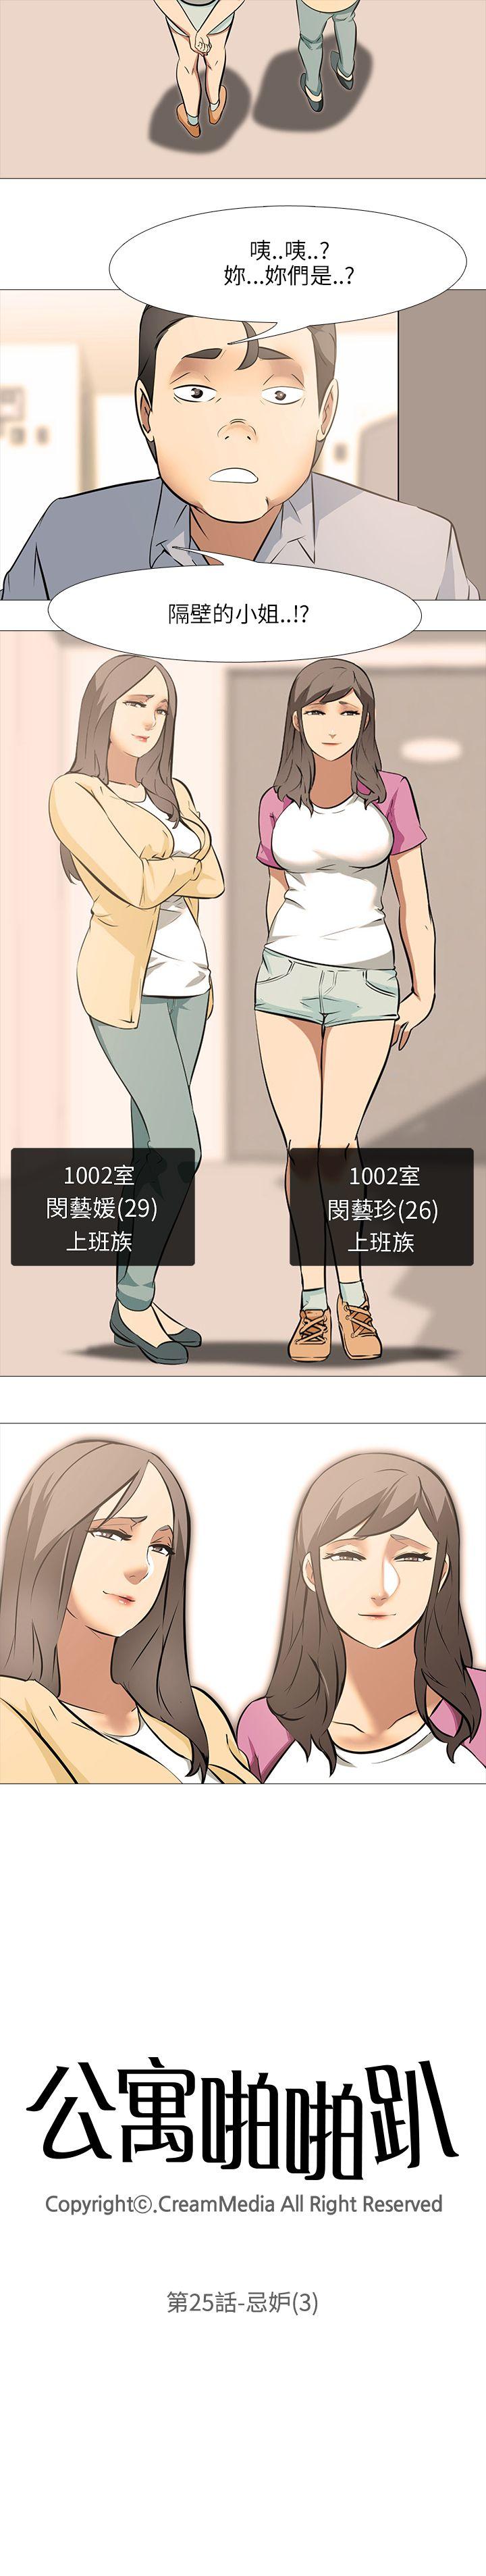 咦..咦..?
妳...妳們是..?
隔壁的小姐..!?
1002室
閔藝媛(29)
上班族
1002室
閔藝珍(26)
上班族
公寓啪啪趴
Copyrightⓒ.CreamMedia All Right Reserved
第25話-忌妒(3)